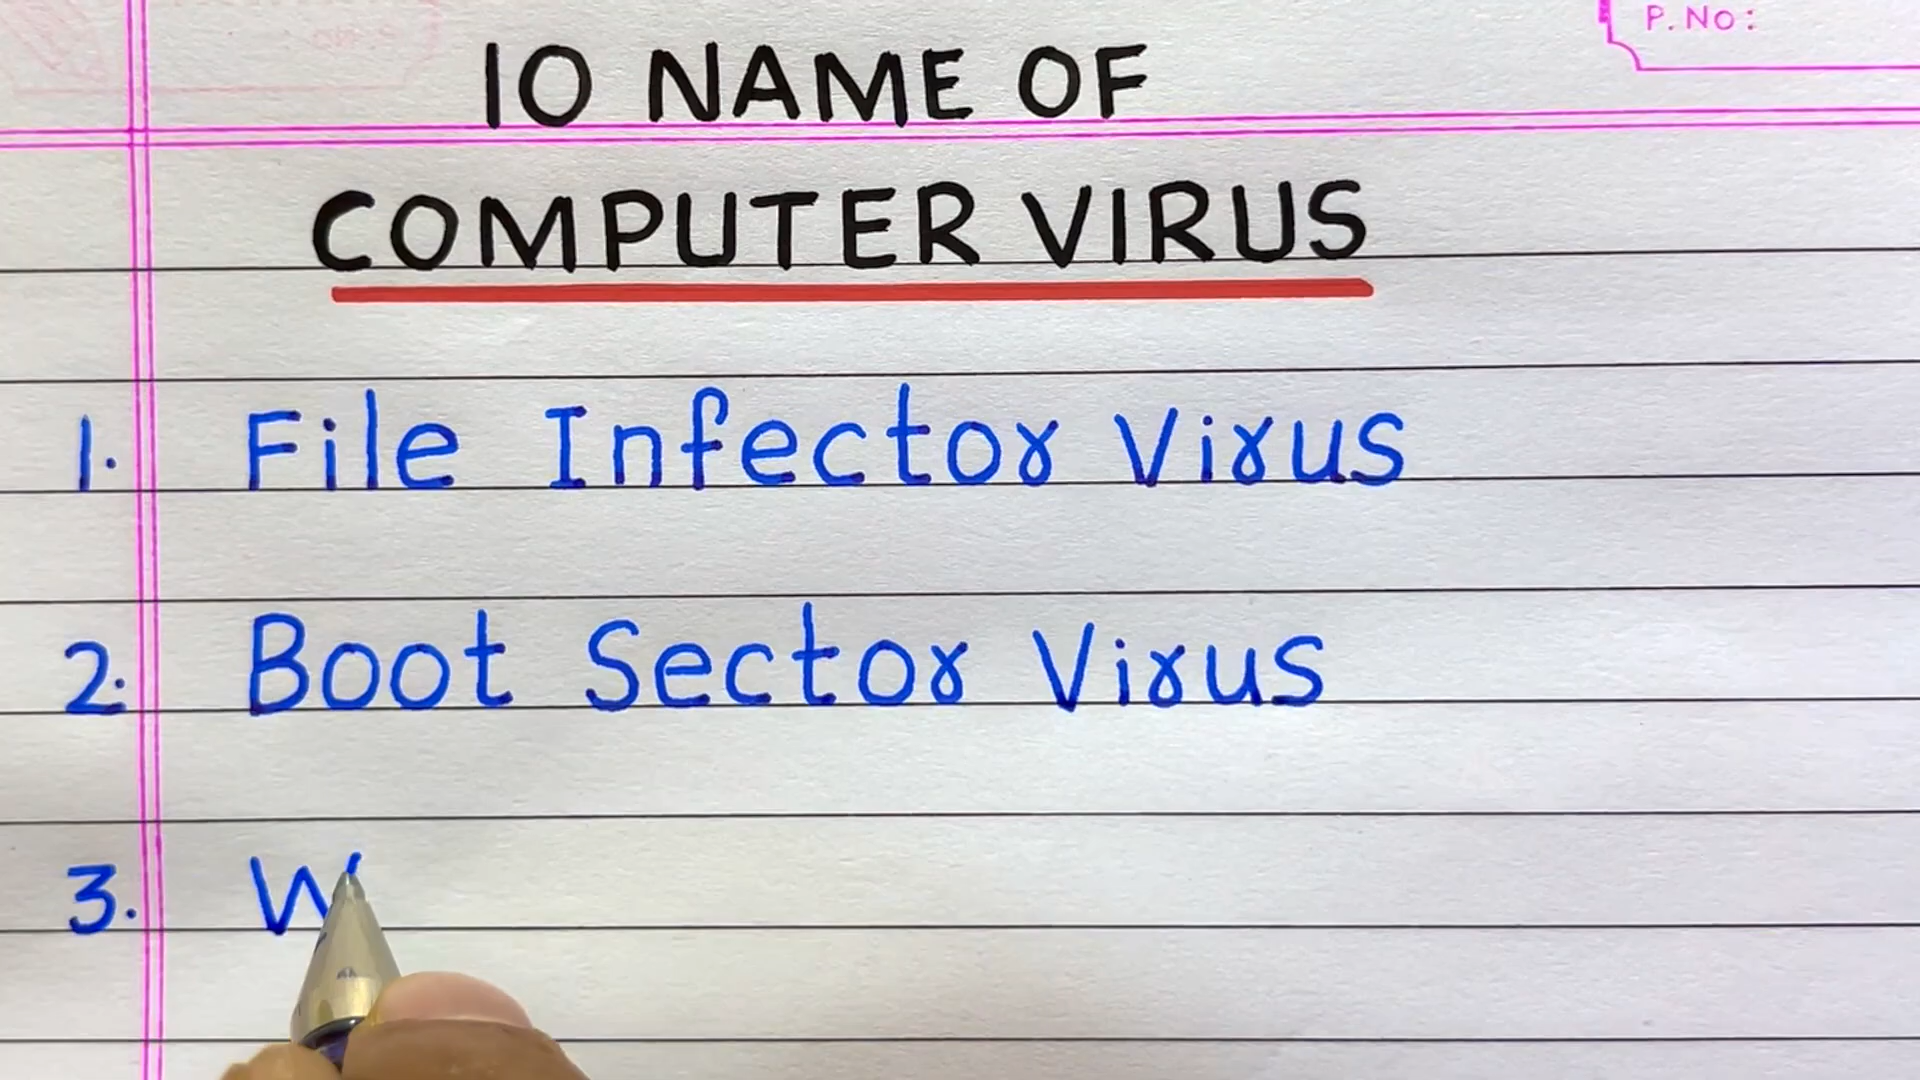 P.No:
10 NAME OF
COMPUTER VIRUS
1. File Infector Virus
2. Boot Sector Virus
3. W